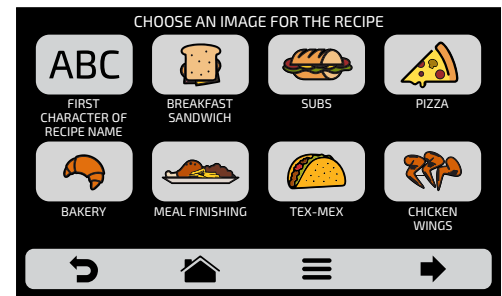 CHOOSE AN IMAGE FOR THE RECIPE
ABC
FIRST
CHARACTER OF
RECIPE NAME
BREAKFAST
SANDWICH
SUBS
PIZZA
BAKERY
MEAL FINISHING
TEX-MEX
CHICKEN
WINGS